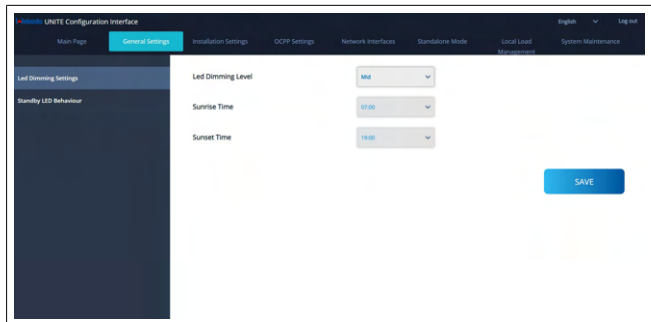 Webasto UNITE Configuration Interface
English
Log out
Main Page
General Settings
Installation Settings
OCPP Settings
Network Interfaces
Standalone Mode
Local Load
Management
System Maintenance
Led Dimming Settings
Standby LED Behaviour
Led Dimming Level
Mid
Sunrise Time
07:00
Sunset Time
19:00
SAVE